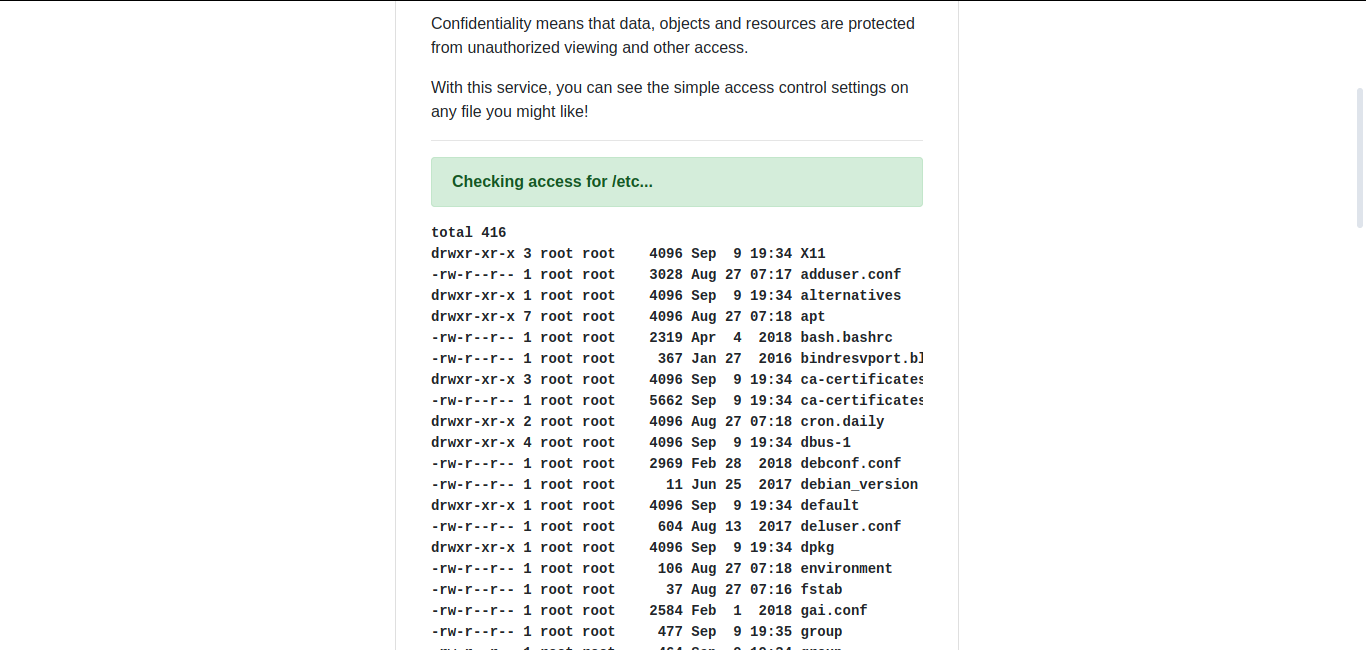 Confidentiality means that data, objects and resources are protected
from unauthorized viewing and other access.
With this service, you can see the simple access control settings on
any file you might like!
Checking access for /etc...
total 416
drwxr-xr-x 3 root root    4096 Sep  9 19:34 X11
-rw-r--r-- 1 root root    3028 Aug 27 07:17 adduser.conf
drwxr-xr-x 1 root root    4096 Sep  9 19:34 alternatives
drwxr-xr-x 7 root root    4096 Aug 27 07:18 apt
-rw-r--r-- 1 root root    2319 Apr  4  2018 bash.bashrc
-rw-r--r-- 1 root root     367 Jan 27  2016 bindresvport.bl
drwxr-xr-x 3 root root    4096 Sep  9 19:34 ca-certificates
-rw-r--r-- 1 root root    5662 Sep  9 19:34 ca-certificates
drwxr-xr-x 2 root root    4096 Aug 27 07:18 cron.daily
drwxr-xr-x 4 root root    4096 Sep  9 19:34 dbus-1
-rw-r--r-- 1 root root    2969 Feb 28  2018 debconf.conf
-rw-r--r-- 1 root root      11 Jun 25  2017 debian_version
drwxr-xr-x 1 root root    4096 Sep  9 19:34 default
-rw-r--r-- 1 root root     604 Aug 13  2017 deluser.conf
drwxr-xr-x 1 root root    4096 Sep  9 19:34 dpkg
-rw-r--r-- 1 root root     106 Aug 27 07:18 environment
-rw-r--r-- 1 root root      37 Aug 27 07:16 fstab
-rw-r--r-- 1 root root    2584 Feb  1  2018 gai.conf
-rw-r--r-- 1 root root     477 Sep  9 19:35 group